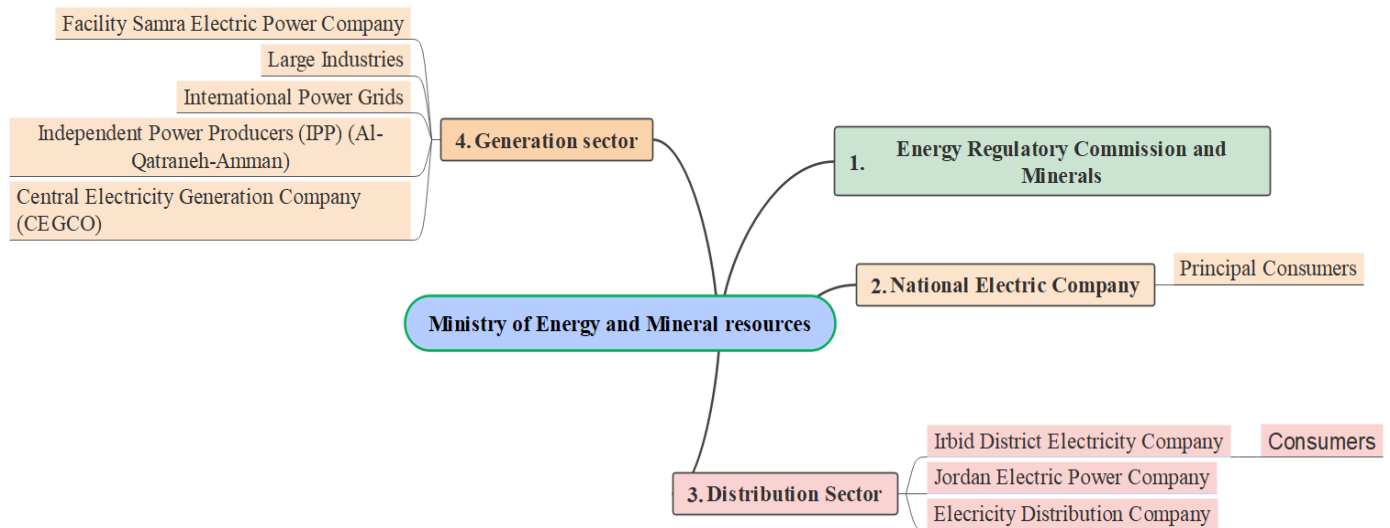 Facility Samra Electric Power Company
Large Industries
International Power Grids
Independent Power Producers (IPP) (Al-
Qatraneh-Amman)
Central Electricity Generation Company
(CEGCO)
4. Generation sector
1. Energy Regulatory Commission and
Minerals
2. National Electric Company
Principal Consumers
Ministry of Energy and Mineral resources
3. Distribution Sector
Irbid District Electricity Company
Consumers
Jordan Electric Power Company
Elecricity Distribution Company